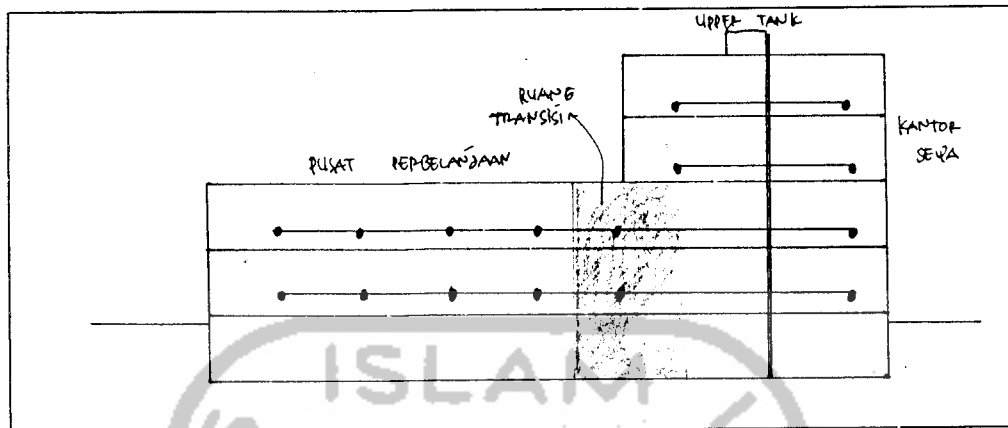 UPPER TANK
RUANG
TRANSISI
KANTOR
SEWA
PUSAT PERBELANJAAN
ISLAM